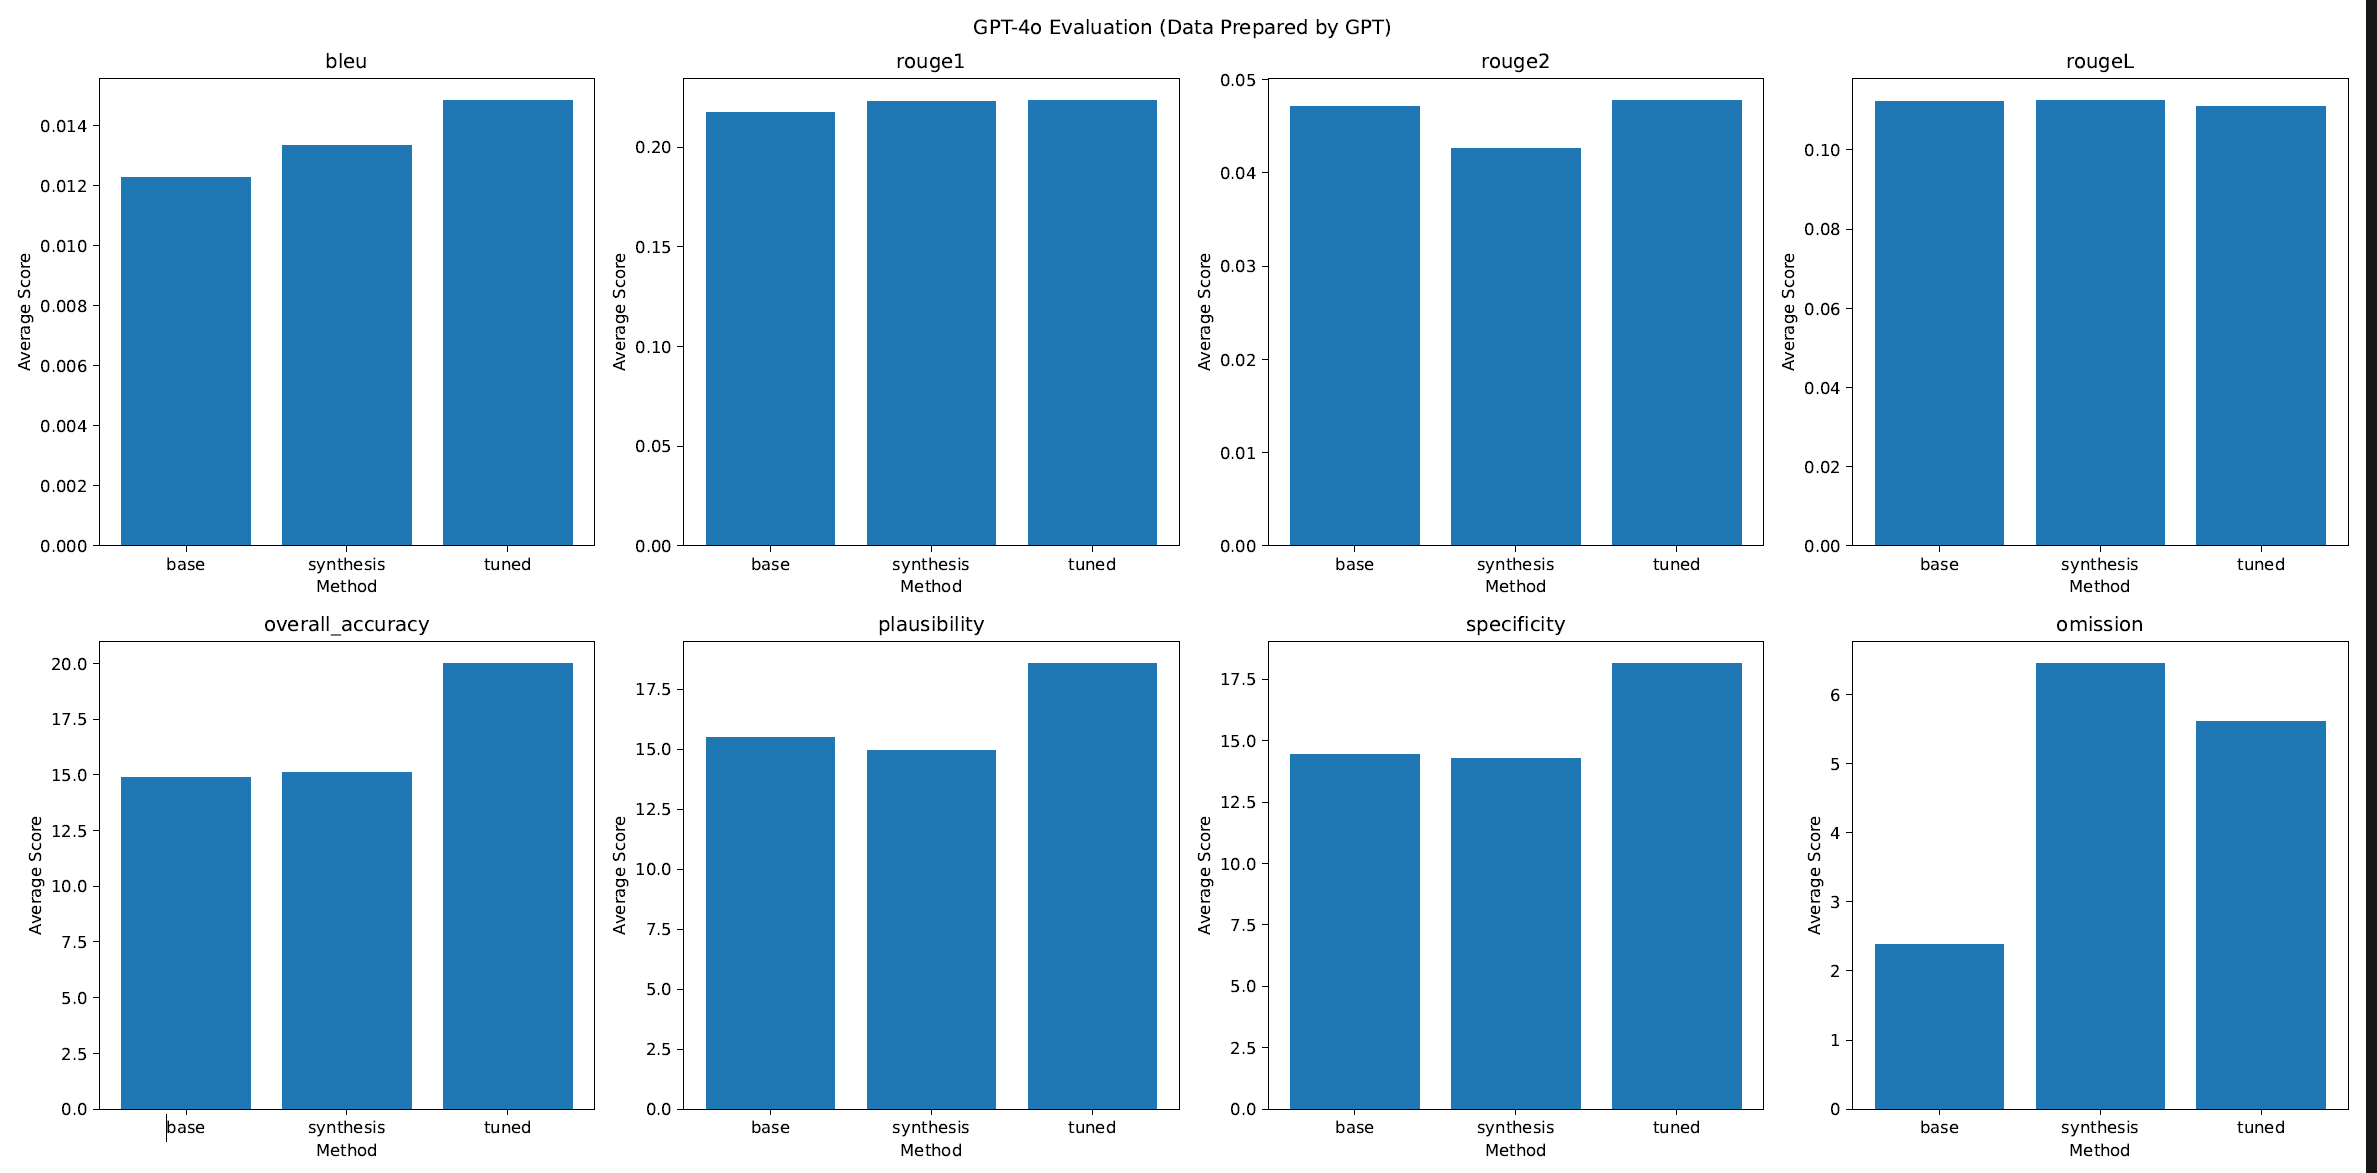 GPT-4o Evaluation (Data Prepared by GPT)
bleu
0.014
0.012
0.010
0.008
0.006
0.004
0.002
0.000
Average Score
base synthesis tuned
Method
rouge1
0.20
0.15
0.10
0.05
0.00
Average Score
base synthesis tuned
Method
rouge2
0.05
0.04
0.03
0.02
0.01
0.00
Average Score
base synthesis tuned
Method
rougeL
0.10
0.08
0.06
0.04
0.02
0.00
Average Score
base synthesis tuned
Method
overall_accuracy
20.0
17.5
15.0
12.5
10.0
7.5
5.0
2.5
0.0
Average Score
base synthesis tuned
Method
plausibility
17.5
15.0
12.5
10.0
7.5
5.0
2.5
0.0
Average Score
base synthesis tuned
Method
specificity
17.5
15.0
12.5
10.0
7.5
5.0
2.5
0.0
Average Score
base synthesis tuned
Method
omission
6
5
4
3
2
1
0
Average Score
base synthesis tuned
Method